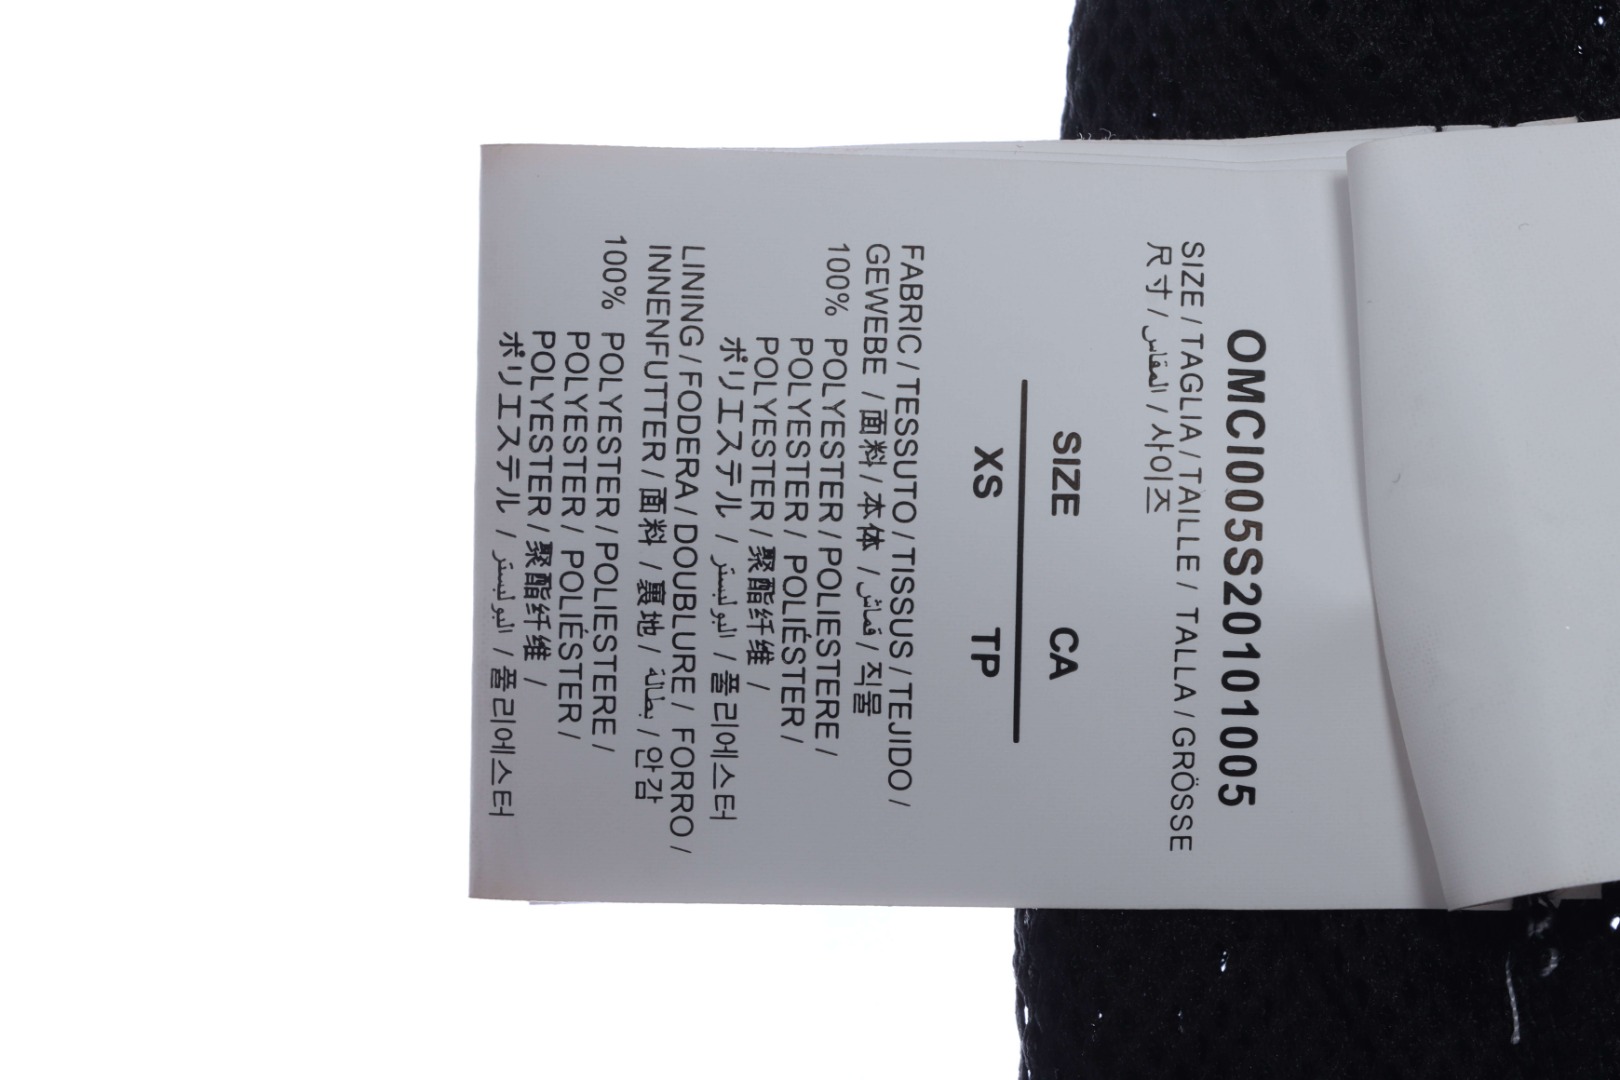 OMCI005S20101005
SIZE / TAGLIA / TAILLE / TALLA / GRÖSSE
尺寸 / المقاس / 사이즈
SIZE CA
XS TP
FABRIC / TESSUTO / TISSUS / TEJIDO /
GEWEBE / 面料 / 本体 / قماش / 직물
100% POLYESTER / POLIESTERE /
POLYESTER / POLIÉSTER /
POLYESTER / 聚酯纤维 /
ポリエステル / البوليستر / 폴리에스터
LINING / FODERA / DOUBLURE / FORRO /
INNENFUTTER / 面料 / 裏地 / بطالة / 안감
100% POLYESTER / POLIESTERE /
POLYESTER / POLIÉSTER /
POLYESTER / 聚酯纤维 /
ポリエステル / البوليستر / 폴리에스터